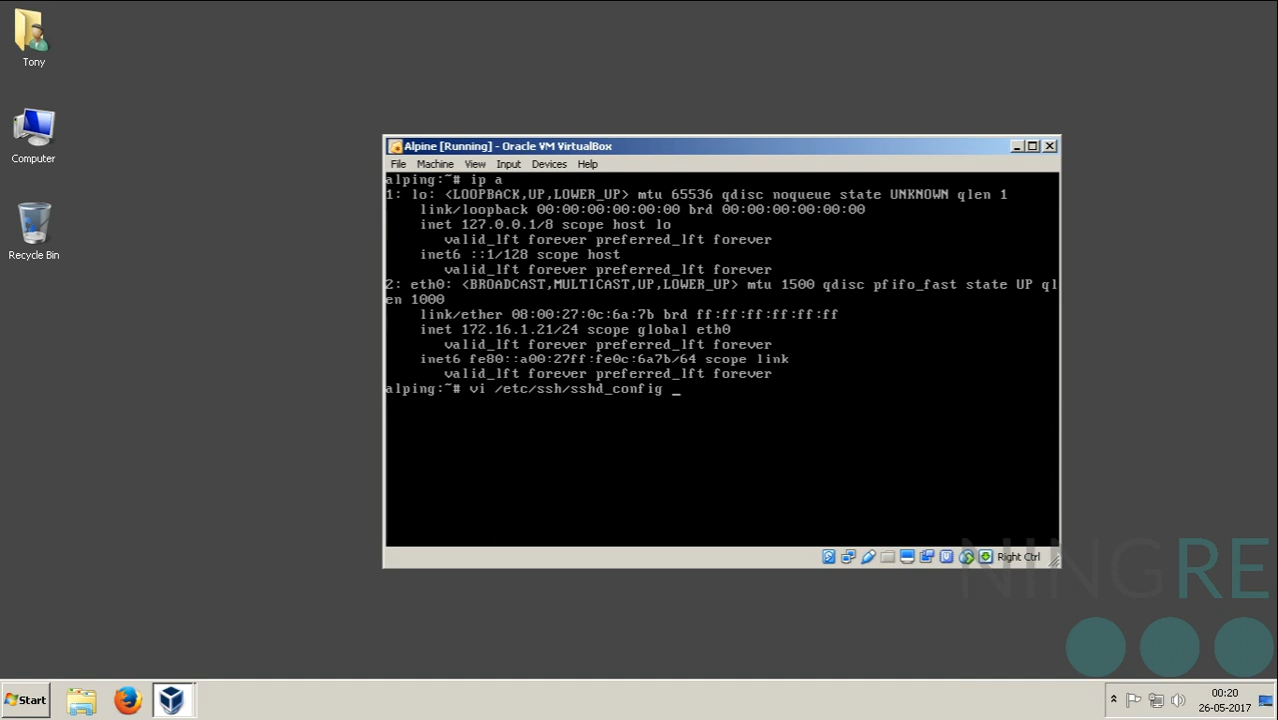 Tony
Computer
Recycle Bin
Alpine [Running] - Oracle VM VirtualBox
File Machine View Input Devices Help
alping:~# ip a
1: lo: <LOOPBACK,UP,LOWER_UP> mtu 65536 qdisc noqueue state UNKNOWN qlen 1
link/loopback 00:00:00:00:00:00 brd 00:00:00:00:00:00
inet 127.0.0.1/8 scope host lo
valid_lft forever preferred_lft forever
inet6 ::1/128 scope host
valid_lft forever preferred_lft forever
2: eth0: <BROADCAST,MULTICAST,UP,LOWER_UP> mtu 1500 qdisc pfifo_fast state UP ql
en 1000
link/ether 08:00:27:0c:6a:7b brd ff:ff:ff:ff:ff:ff
inet 172.16.1.21/24 scope global eth0
valid_lft forever preferred_lft forever
inet6 fe80::a00:27ff:fe0c:6a7b/64 scope link
valid_lft forever preferred_lft forever
alping:~# vi /etc/ssh/sshd_config _
Right Ctrl
NINGRE
Start
00:20
26-05-2017